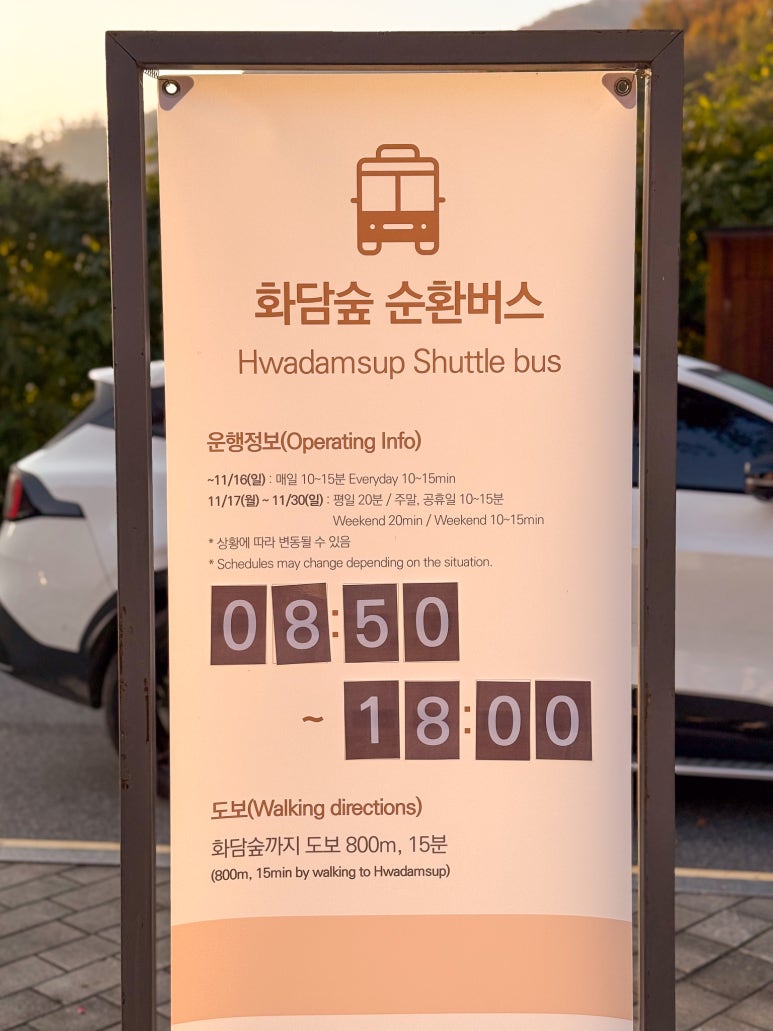 화담숲 순환버스
Hwadamsup Shuttle bus
운행정보(Operating Info)
~11/16(일) : 매일 10~15분 Everyday 10~15min
11/17(월) ~ 11/30(일) : 평일 20분 / 주말, 공휴일 10~15분
Weekend 20min / Weekend 10~15min
* 상황에 따라 변동될 수 있음
* Schedules may change depending on the situation.
08:50
~ 18:00
도보(Walking directions)
화담숲까지 도보 800m, 15분
(800m, 15min by walking to Hwadamsup)